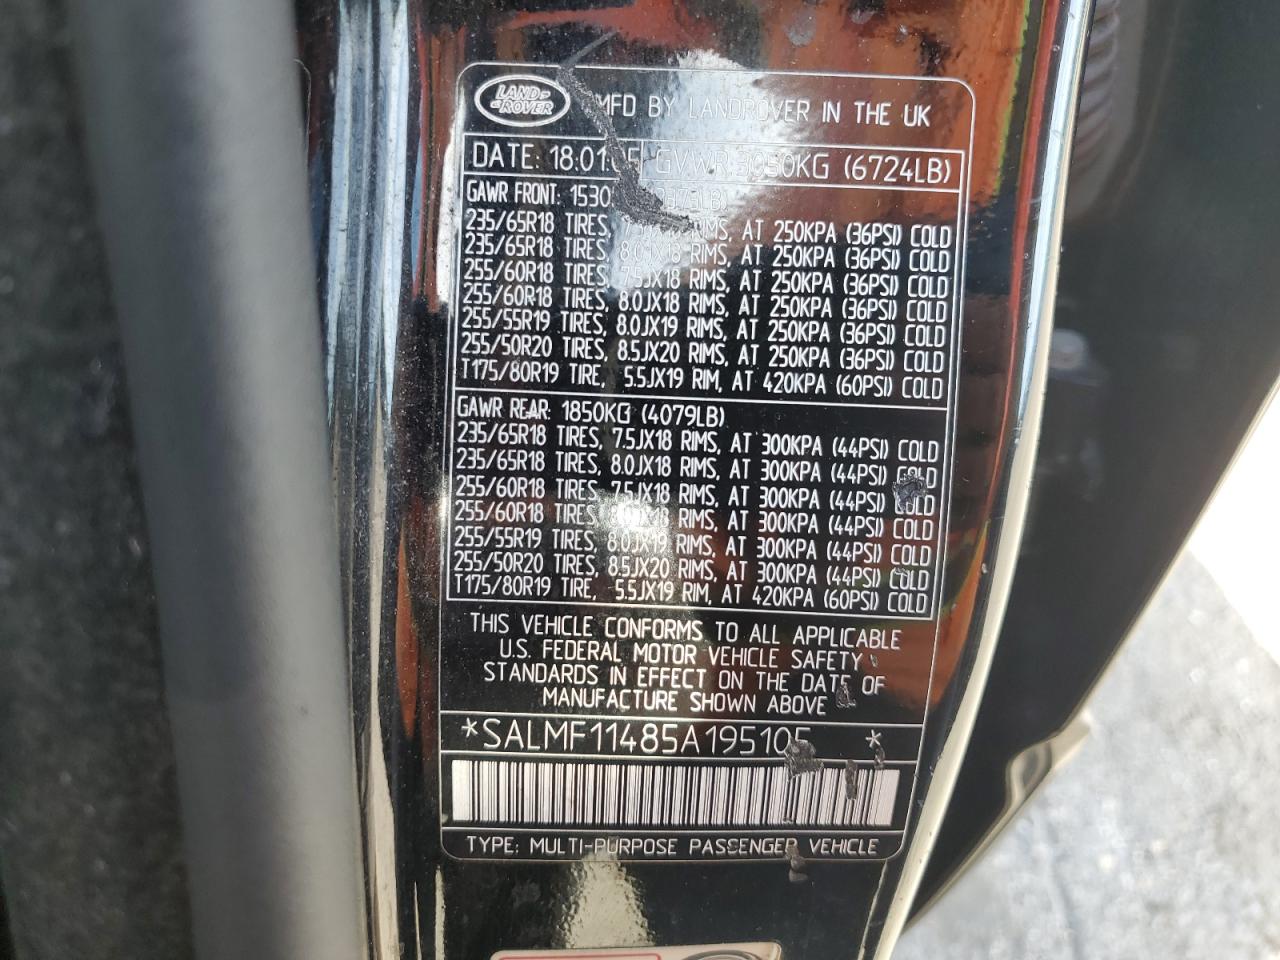 LAND-
ROVER
MFD BY LANDROVER IN THE UK
DATE: 18.01.05 GVWR 3050KG (6724LB)
GAWR FRONT: 1530
235/65R18 TIRES, RIMS, AT 250KPA (36PSI) COLD
235/65R18 TIRES, 8.0JX18 RIMS, AT 250KPA (36PSI) COLD
255/60R18 TIRES, 7.5JX18 RIMS, AT 250KPA (36PSI) COLD
255/60R18 TIRES, 8.0JX18 RIMS, AT 250KPA (36PSI) COLD
255/55R19 TIRES, 8.0JX19 RIMS, AT 250KPA (36PSI) COLD
255/50R20 TIRES, 8.5JX20 RIMS, AT 250KPA (36PSI) COLD
T175/80R19 TIRE, 5.5JX19 RIM, AT 420KPA (60PSI) COLD
GAWR REAR: 1850KG (4079LB)
235/65R18 TIRES, 7.5JX18 RIMS, AT 300KPA (44PSI) COLD
235/65R18 TIRES, 8.0JX18 RIMS, AT 300KPA (44PSI) COLD
255/60R18 TIRES, 7.5JX18 RIMS, AT 300KPA (44PSI) COLD
255/60R18 TIRES, 8.0JX18 RIMS, AT 300KPA (44PSI) COLD
255/55R19 TIRES, 8.0JX19 RIMS, AT 300KPA (44PSI) COLD
255/50R20 TIRES, 8.5JX20 RIMS, AT 300KPA (44PSI) COLD
T175/80R19 TIRE, 5.5JX19 RIM, AT 420KPA (60PSI) COLD
THIS VEHICLE CONFORMS TO ALL APPLICABLE
U.S. FEDERAL MOTOR VEHICLE SAFETY
STANDARDS IN EFFECT ON THE DATE OF
MANUFACTURE SHOWN ABOVE
*SALMF11485A195105 *
TYPE: MULTI-PURPOSE PASSENGER VEHICLE